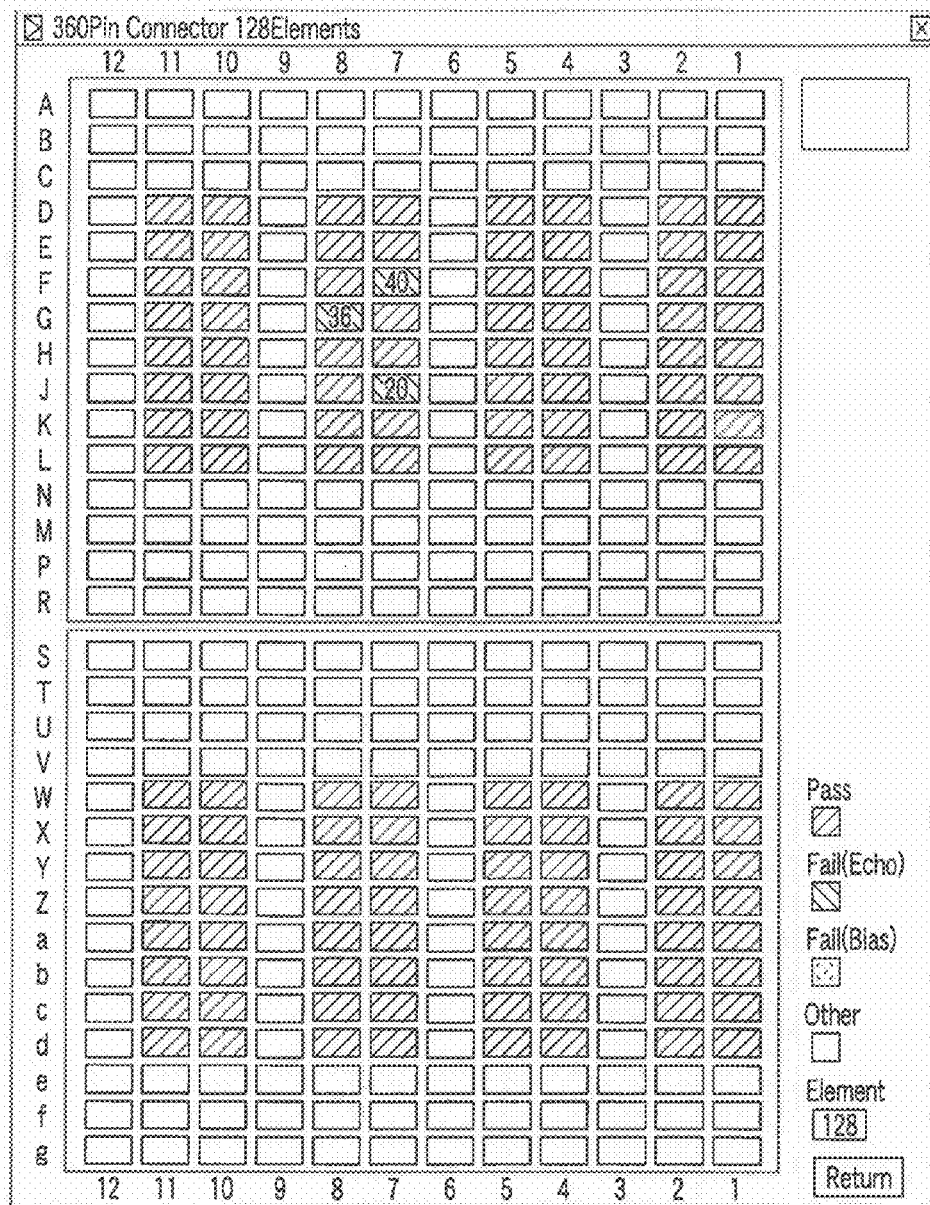 360Pin Connector 128Elements
12 11 10 9 8 7 6 5 4 3 2 1
A
B
C
D
E
F 40
G 36
H
J 20
K
L
N
M
P
R
S
T
U
V
W
X
Y
Z
a
b
c
d
e
f
g
12 11 10 9 8 7 6 5 4 3 2 1
Pass
Fail(Echo)
Fail(Bias)
Other
Element
128
Return